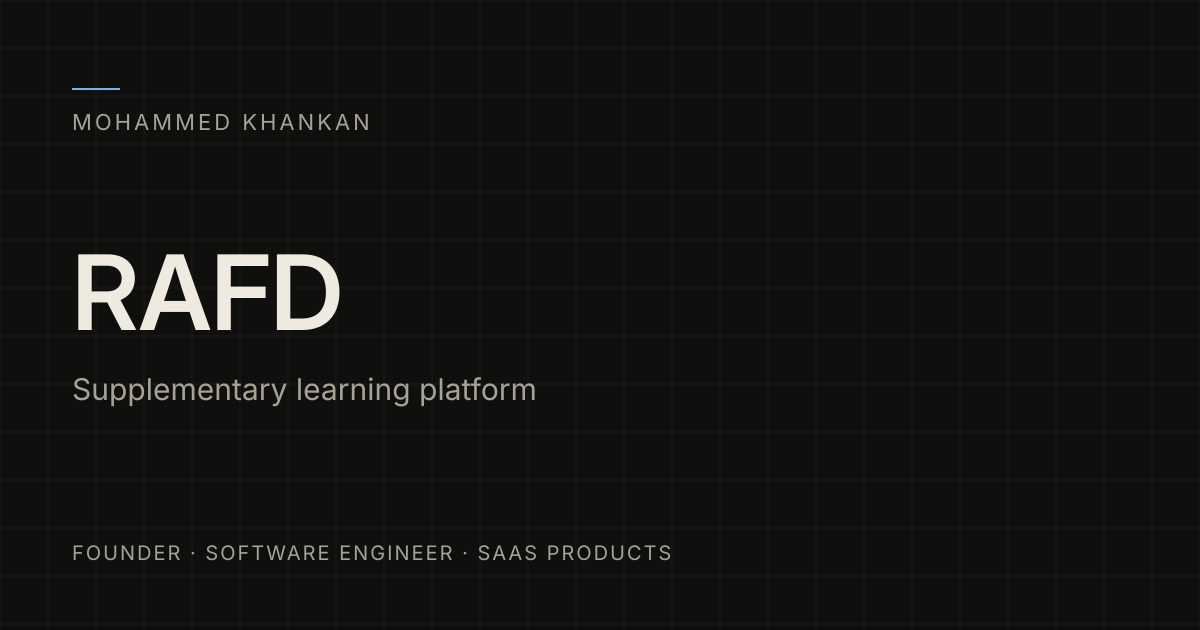 MOHAMMED KHANKAN
RAFD
Supplementary learning platform
FOUNDER · SOFTWARE ENGINEER · SAAS PRODUCTS